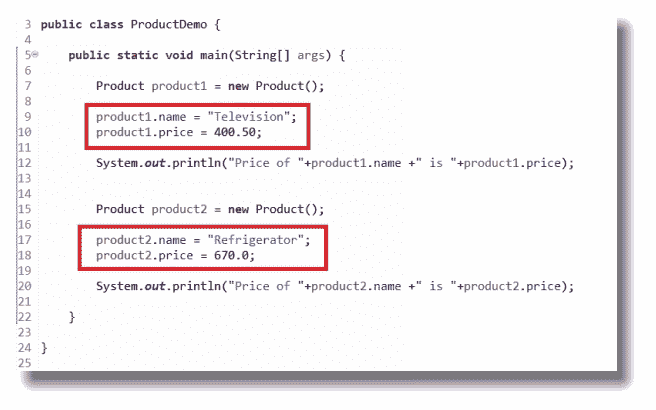 3 public class ProductDemo {
4
5 public static void main(String[] args) {
6
7 Product product1 = new Product();
8
9 product1.name = "Television";
10 product1.price = 400.50;
11
12 System.out.println("Price of "+product1.name +" is "+product1.price);
13
14
15 Product product2 = new Product();
16
17 product2.name = "Refrigerator";
18 product2.price = 670.0;
19
20 System.out.println("Price of "+product2.name +" is "+product2.price);
21
22 }
23
24 }
25